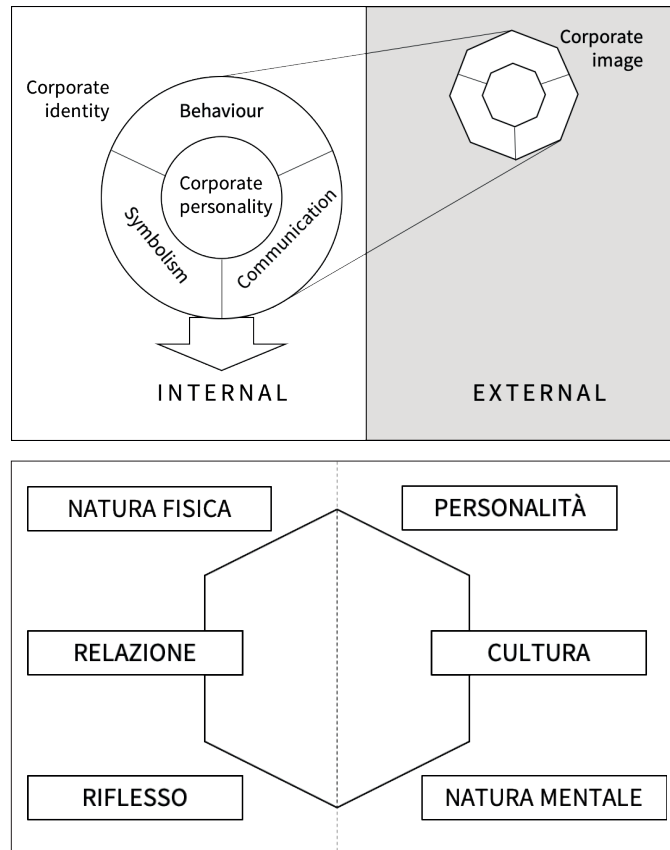 Corporate
identity
Behaviour
Corporate
personality
Symbolism
Communication
Corporate
image
INTERNAL
EXTERNAL
NATURA FISICA
PERSONALITÀ
RELAZIONE
CULTURA
RIFLESSO
NATURA MENTALE